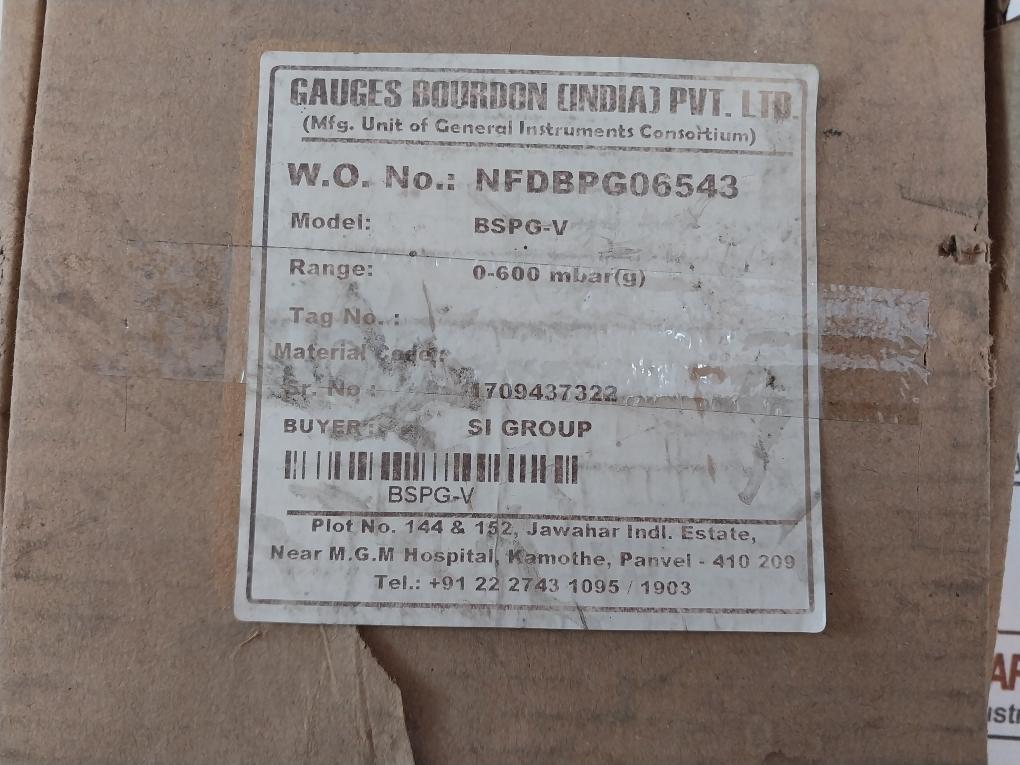 GAUGES BOURDON (INDIA) PVT. LTD.
(Mfg. Unit of General Instruments Consortium)
W.O. No.: NFDBPG06543
Model: BSPG-V
Range: 0-600 mbar(g)
Tag No. :
Material Code:
Sr. No : 1709437322
BUYER : SI GROUP
BSPG-V
Plot No. 144 & 152, Jawahar Indl. Estate,
Near M.G.M Hospital, Kamothe, Panvel - 410 209
Tel.: +91 22 2743 1095 / 1903